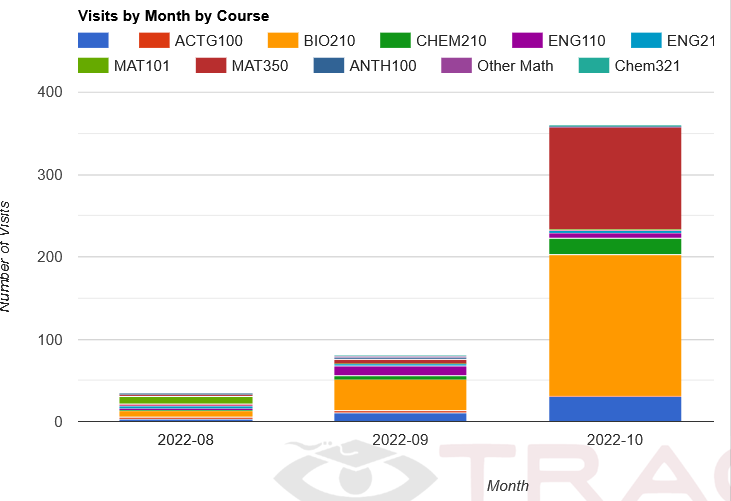 Visits by Month by Course
ACTG100 BIO210 CHEM210 ENG110 ENG21
MAT101 MAT350 ANTH100 Other Math Chem321
400
300
200
100
0
Number of Visits
2022-08 2022-09 2022-10
Month
TRAC